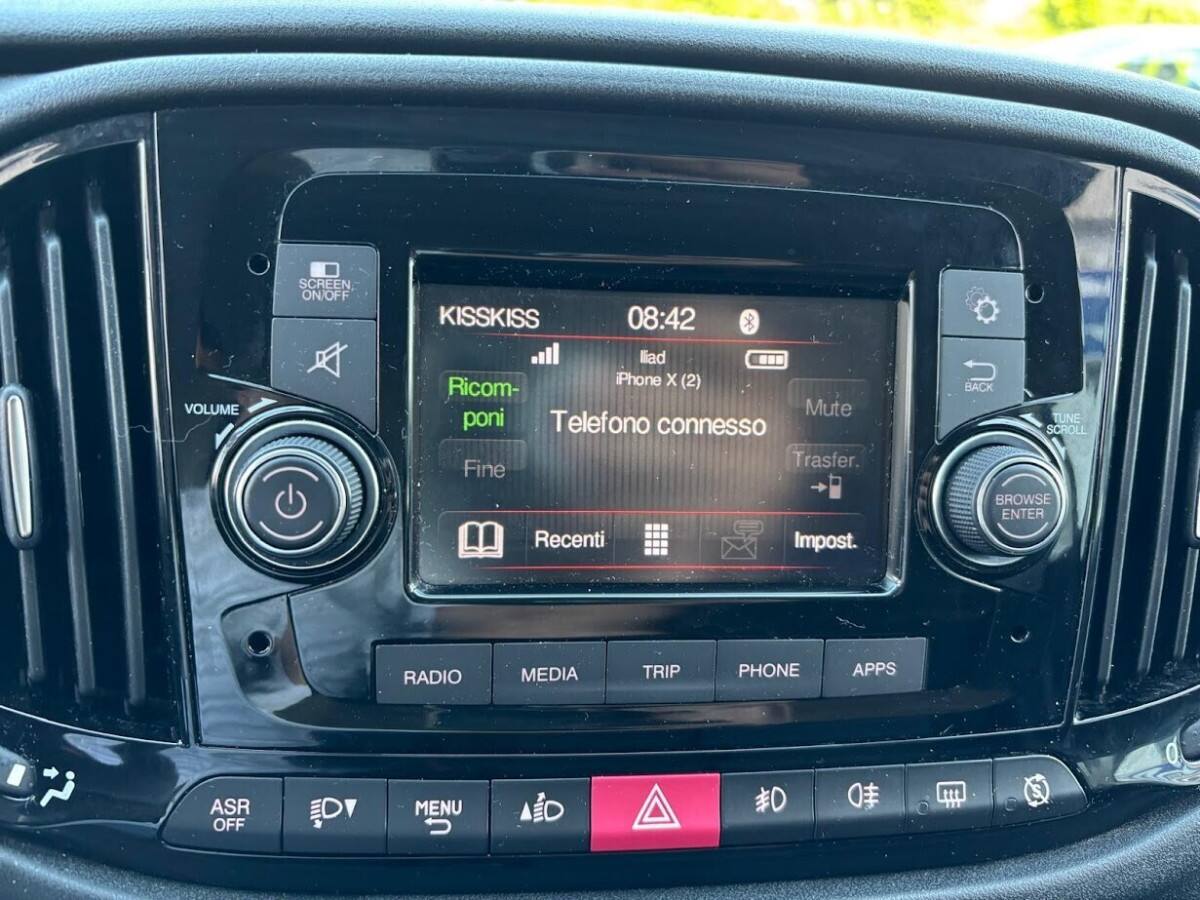 SCREEN
ON/OFF
KISSKISS 08:42
Iliad
iPhone X (2)
Ricom-
poni
Telefono connesso
Mute
Fine
Trasfer.
Recenti
Impost.
BACK
VOLUME
TUNE
SCROLL
BROWSE
ENTER
RADIO MEDIA TRIP PHONE APPS
ASR
OFF
MENU
0